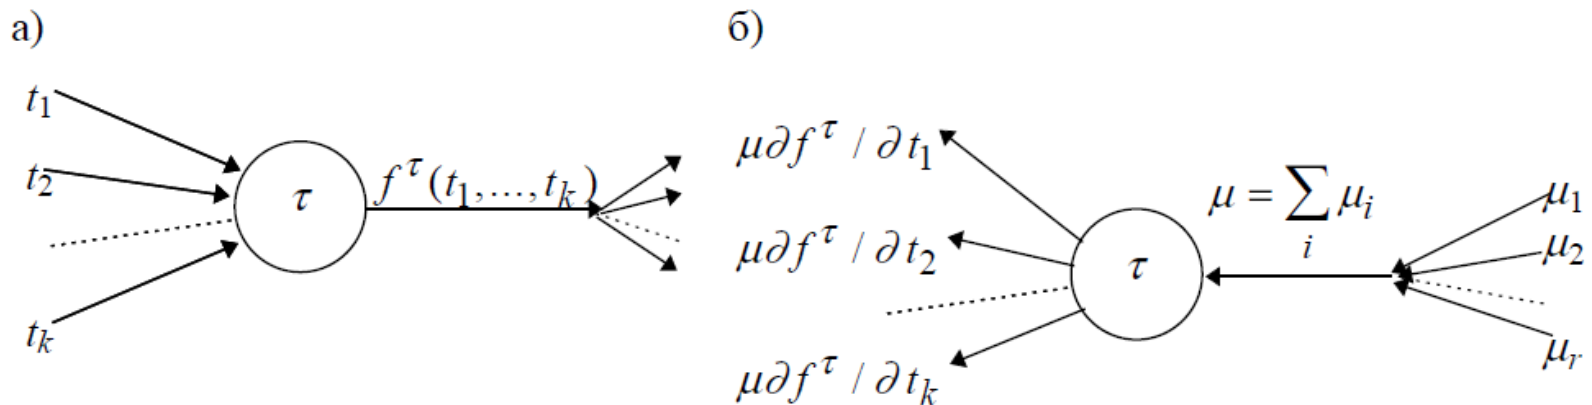 а)
t₁
t₂
tₖ
τ
f^τ(t₁,...,tₖ)
б)
μ∂f^τ / ∂t₁
μ∂f^τ / ∂t₂
μ∂f^τ / ∂tₖ
τ
μ = ∑ᵢ μᵢ
μ₁
μ₂
μᵣ